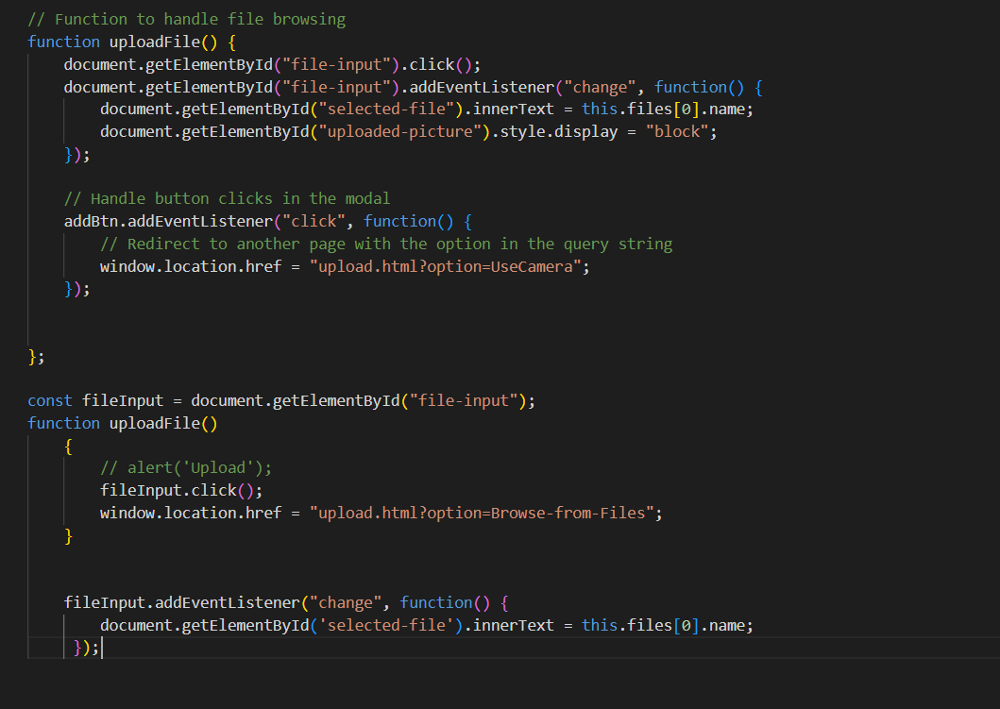 // Function to handle file browsing
function uploadFile() {
    document.getElementById("file-input").click();
    document.getElementById("file-input").addEventListener("change", function() {
        document.getElementById("selected-file").innerText = this.files[0].name;
        document.getElementById("uploaded-picture").style.display = "block";
    });
    // Handle button clicks in the modal
    addBtn.addEventListener("click", function() {
        // Redirect to another page with the option in the query string
        window.location.href = "upload.html?option=UseCamera";
    });
};
const fileInput = document.getElementById("file-input");
function uploadFile()
    {
        // alert('Upload');
        fileInput.click();
        window.location.href = "upload.html?option=Browse-from-Files";
    }
    fileInput.addEventListener("change", function() {
        document.getElementById('selected-file').innerText = this.files[0].name;
     });